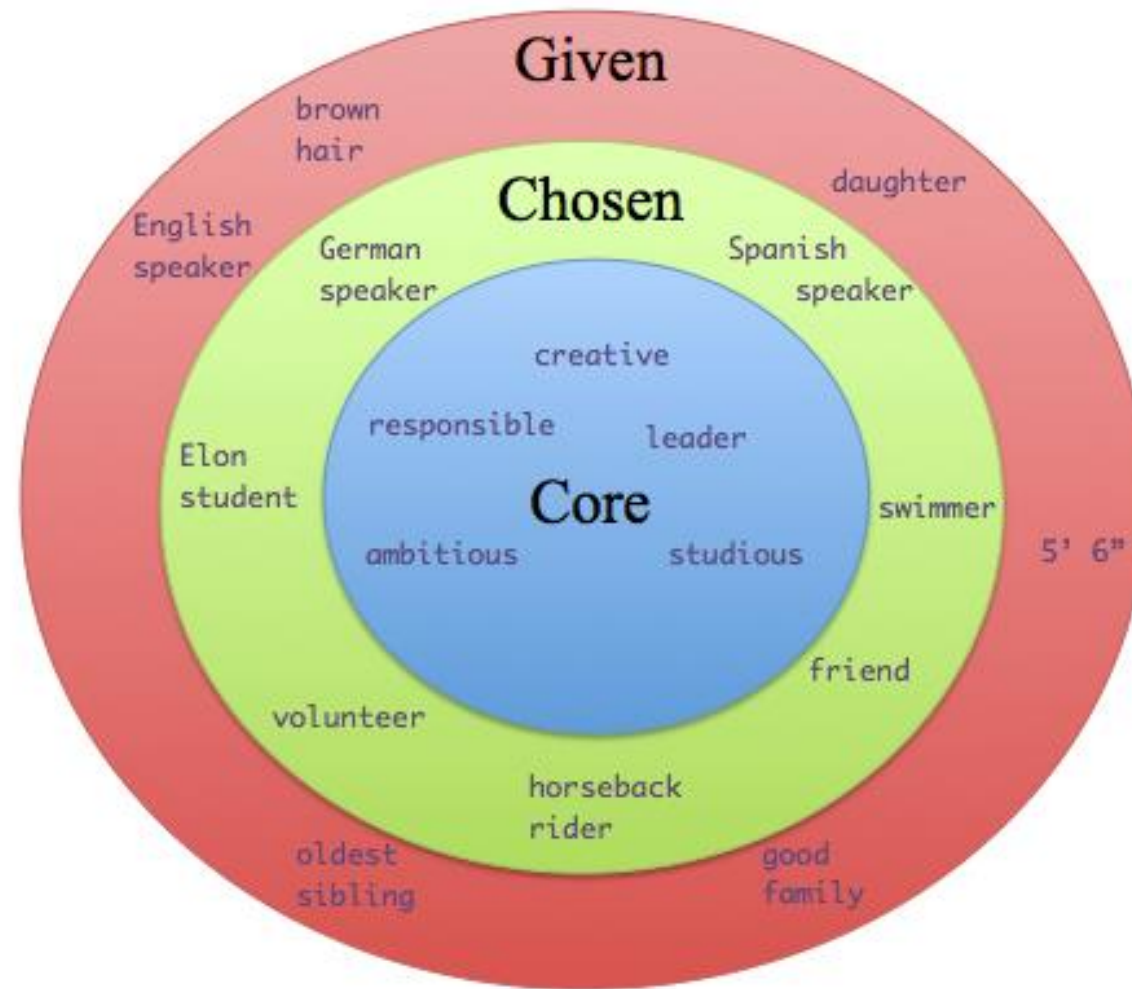 Given
brown
hair
daughter
Chosen
English
speaker
German
speaker
Spanish
speaker
creative
responsible
leader
Elon
student
Core
swimmer
ambitious
studious
5’ 6”
friend
volunteer
horseback
rider
oldest
sibling
good
family